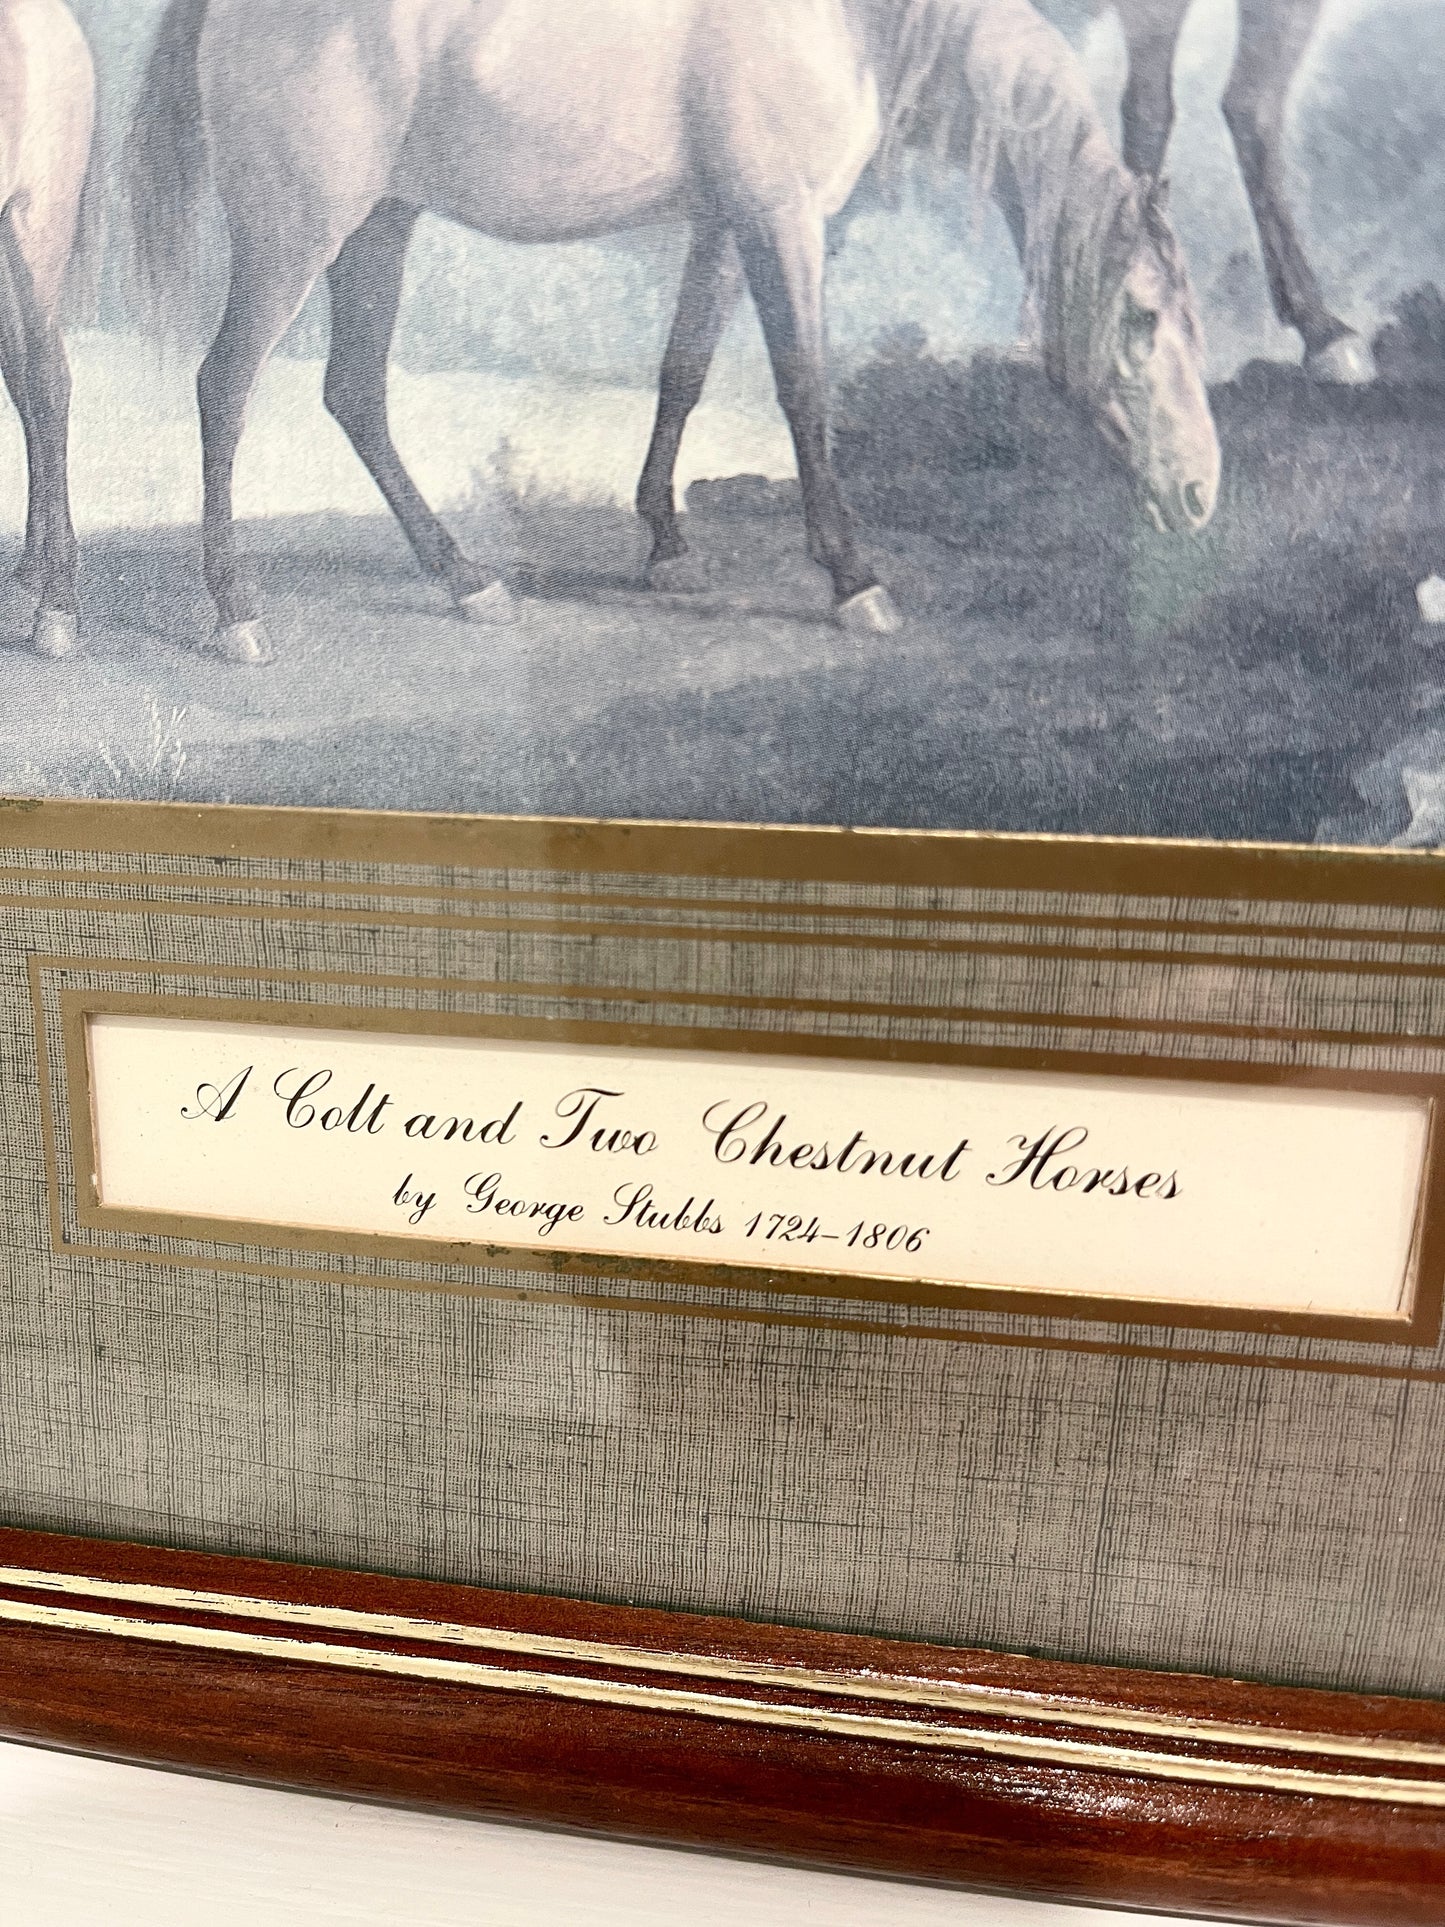 A Colt and Two Chestnut Horses
by George Stubbs 1724-1806